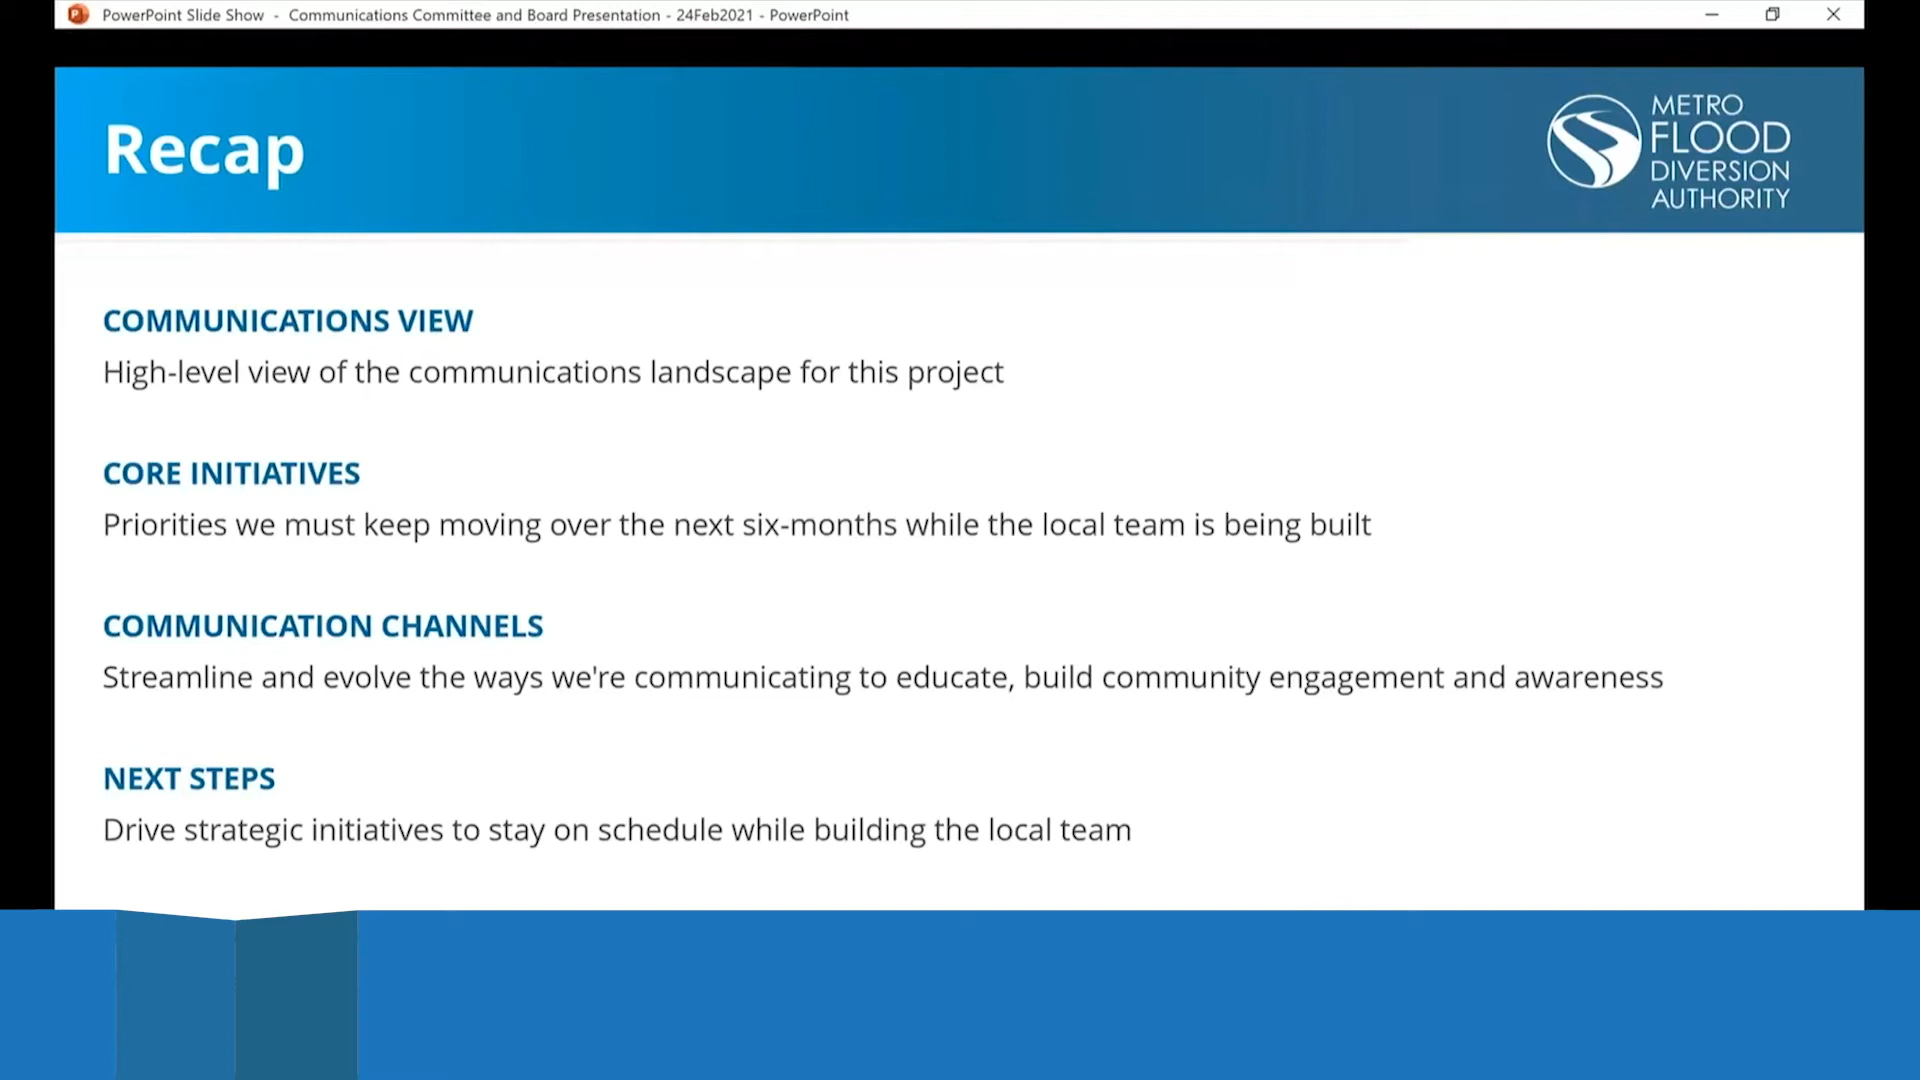 PowerPoint Slide Show - Communications Committee and Board Presentation - 24Feb2021 - PowerPoint
Recap
METRO
FLOOD
DIVERSION
AUTHORITY
COMMUNICATIONS VIEW
High-level view of the communications landscape for this project
CORE INITIATIVES
Priorities we must keep moving over the next six-months while the local team is being built
COMMUNICATION CHANNELS
Streamline and evolve the ways we're communicating to educate, build community engagement and awareness
NEXT STEPS
Drive strategic initiatives to stay on schedule while building the local team